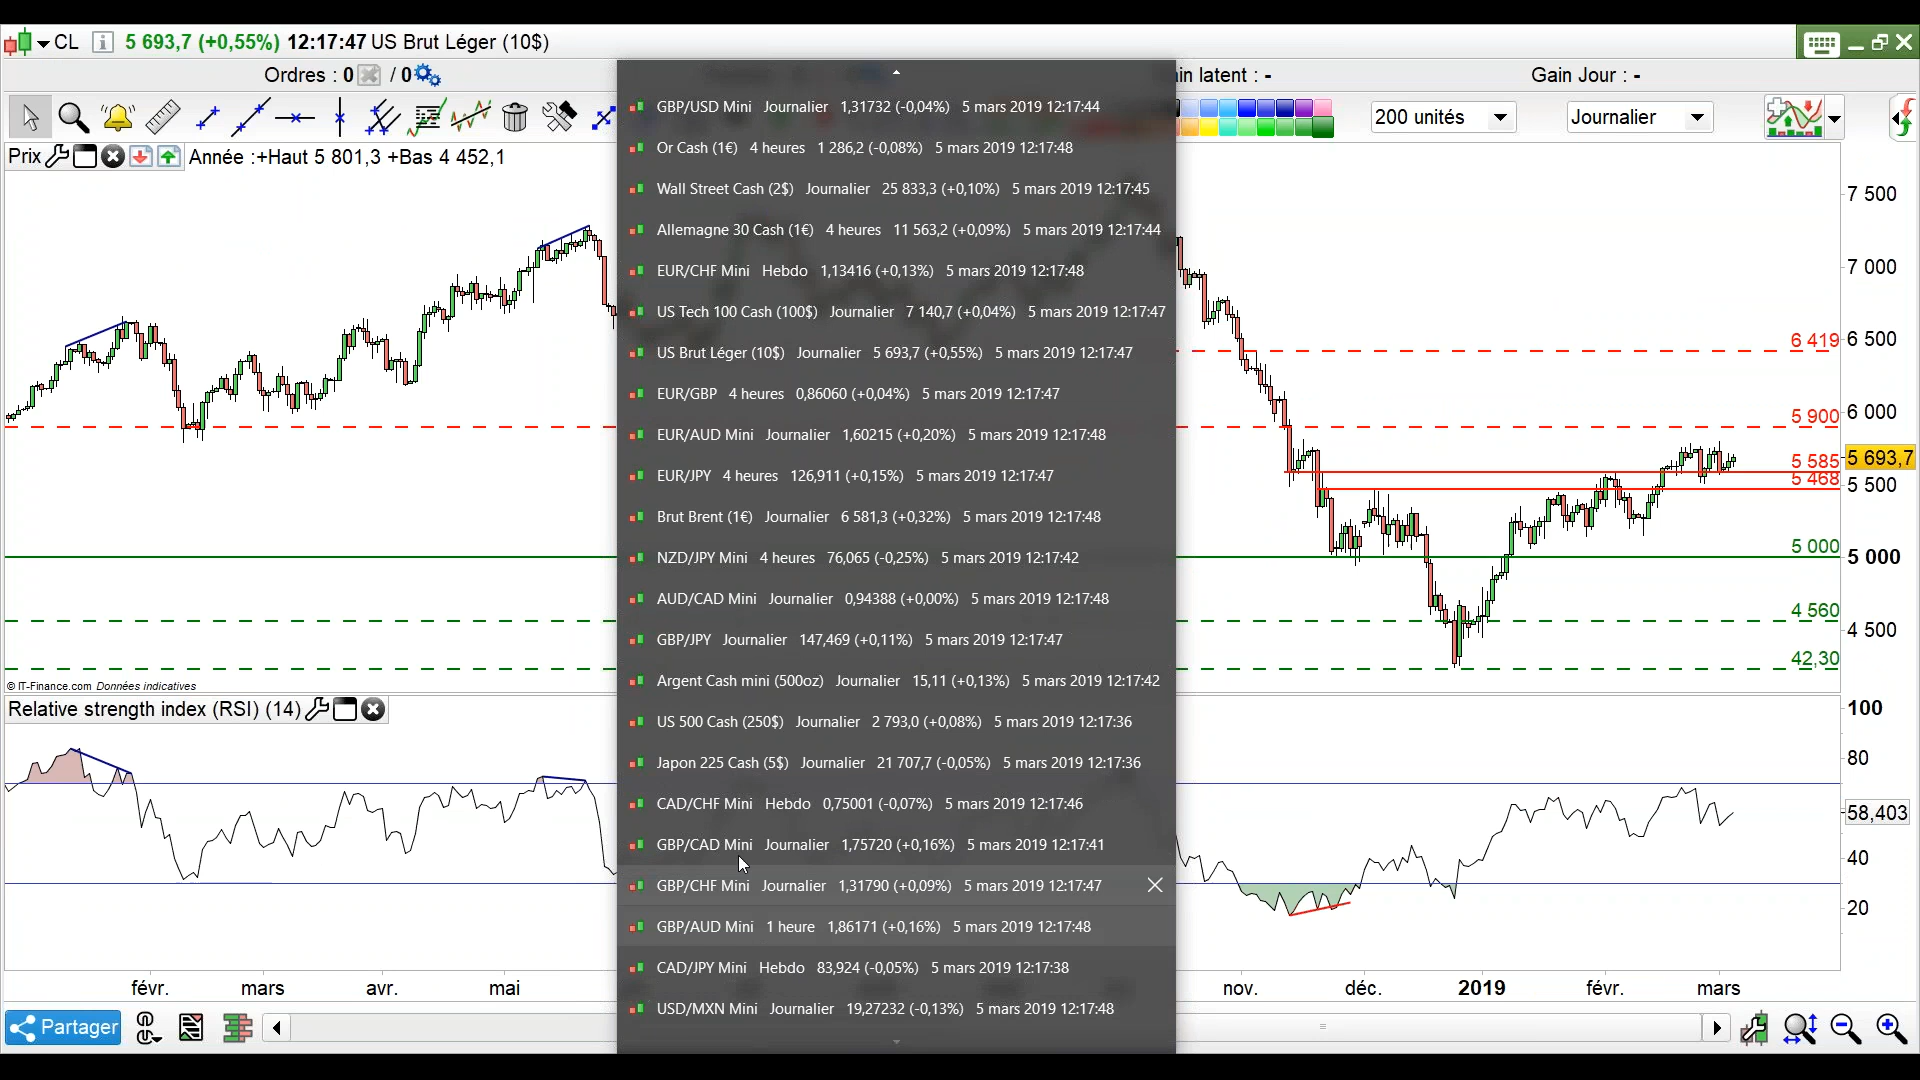 CL 5 693,7 (+0,55%) 12:17:47 US Brut Léger (10$)
Ordres : 0 / 0
in latent : -
Gain Jour : -
200 unités
Journalier
Prix
Année :+Haut 5 801,3 +Bas 4 452,1
GBP/USD Mini Journalier 1,31732 (-0,04%) 5 mars 2019 12:17:44
Or Cash (1€) 4 heures 1 286,2 (-0,08%) 5 mars 2019 12:17:48
Wall Street Cash (2$) Journalier 25 833,3 (+0,10%) 5 mars 2019 12:17:45
Allemagne 30 Cash (1€) 4 heures 11 563,2 (+0,09%) 5 mars 2019 12:17:44
EUR/CHF Mini Hebdo 1,13416 (+0,13%) 5 mars 2019 12:17:48
US Tech 100 Cash (100$) Journalier 7 140,7 (+0,04%) 5 mars 2019 12:17:47
US Brut Léger (10$) Journalier 5 693,7 (+0,55%) 5 mars 2019 12:17:47
EUR/GBP 4 heures 0,86060 (+0,04%) 5 mars 2019 12:17:47
EUR/AUD Mini Journalier 1,60215 (+0,20%) 5 mars 2019 12:17:48
EUR/JPY 4 heures 126,911 (+0,15%) 5 mars 2019 12:17:47
Brut Brent (1€) Journalier 6 581,3 (+0,32%) 5 mars 2019 12:17:48
NZD/JPY Mini 4 heures 76,065 (-0,25%) 5 mars 2019 12:17:42
AUD/CAD Mini Journalier 0,94388 (+0,00%) 5 mars 2019 12:17:48
GBP/JPY Journalier 147,469 (+0,11%) 5 mars 2019 12:17:47
Argent Cash mini (500oz) Journalier 15,11 (+0,13%) 5 mars 2019 12:17:42
US 500 Cash (250$) Journalier 2 793,0 (+0,08%) 5 mars 2019 12:17:36
Japon 225 Cash (5$) Journalier 21 707,7 (-0,05%) 5 mars 2019 12:17:36
CAD/CHF Mini Hebdo 0,75001 (-0,07%) 5 mars 2019 12:17:46
GBP/CAD Mini Journalier 1,75720 (+0,16%) 5 mars 2019 12:17:41
GBP/CHF Mini Journalier 1,31790 (+0,09%) 5 mars 2019 12:17:47
GBP/AUD Mini 1 heure 1,86171 (+0,16%) 5 mars 2019 12:17:48
CAD/JPY Mini Hebdo 83,924 (-0,05%) 5 mars 2019 12:17:38
USD/MXN Mini Journalier 19,27232 (-0,13%) 5 mars 2019 12:17:48
7 500
7 000
6 419
6 500
5 900
6 000
5 585
5 693,7
5 468
5 500
5 000
5 000
4 560
4 500
42,30
© IT-Finance.com Données indicatives
Relative strength index (RSI) (14)
100
80
58,403
40
20
févr.
mars
avr.
mai
nov.
déc.
2019
févr.
mars
Partager